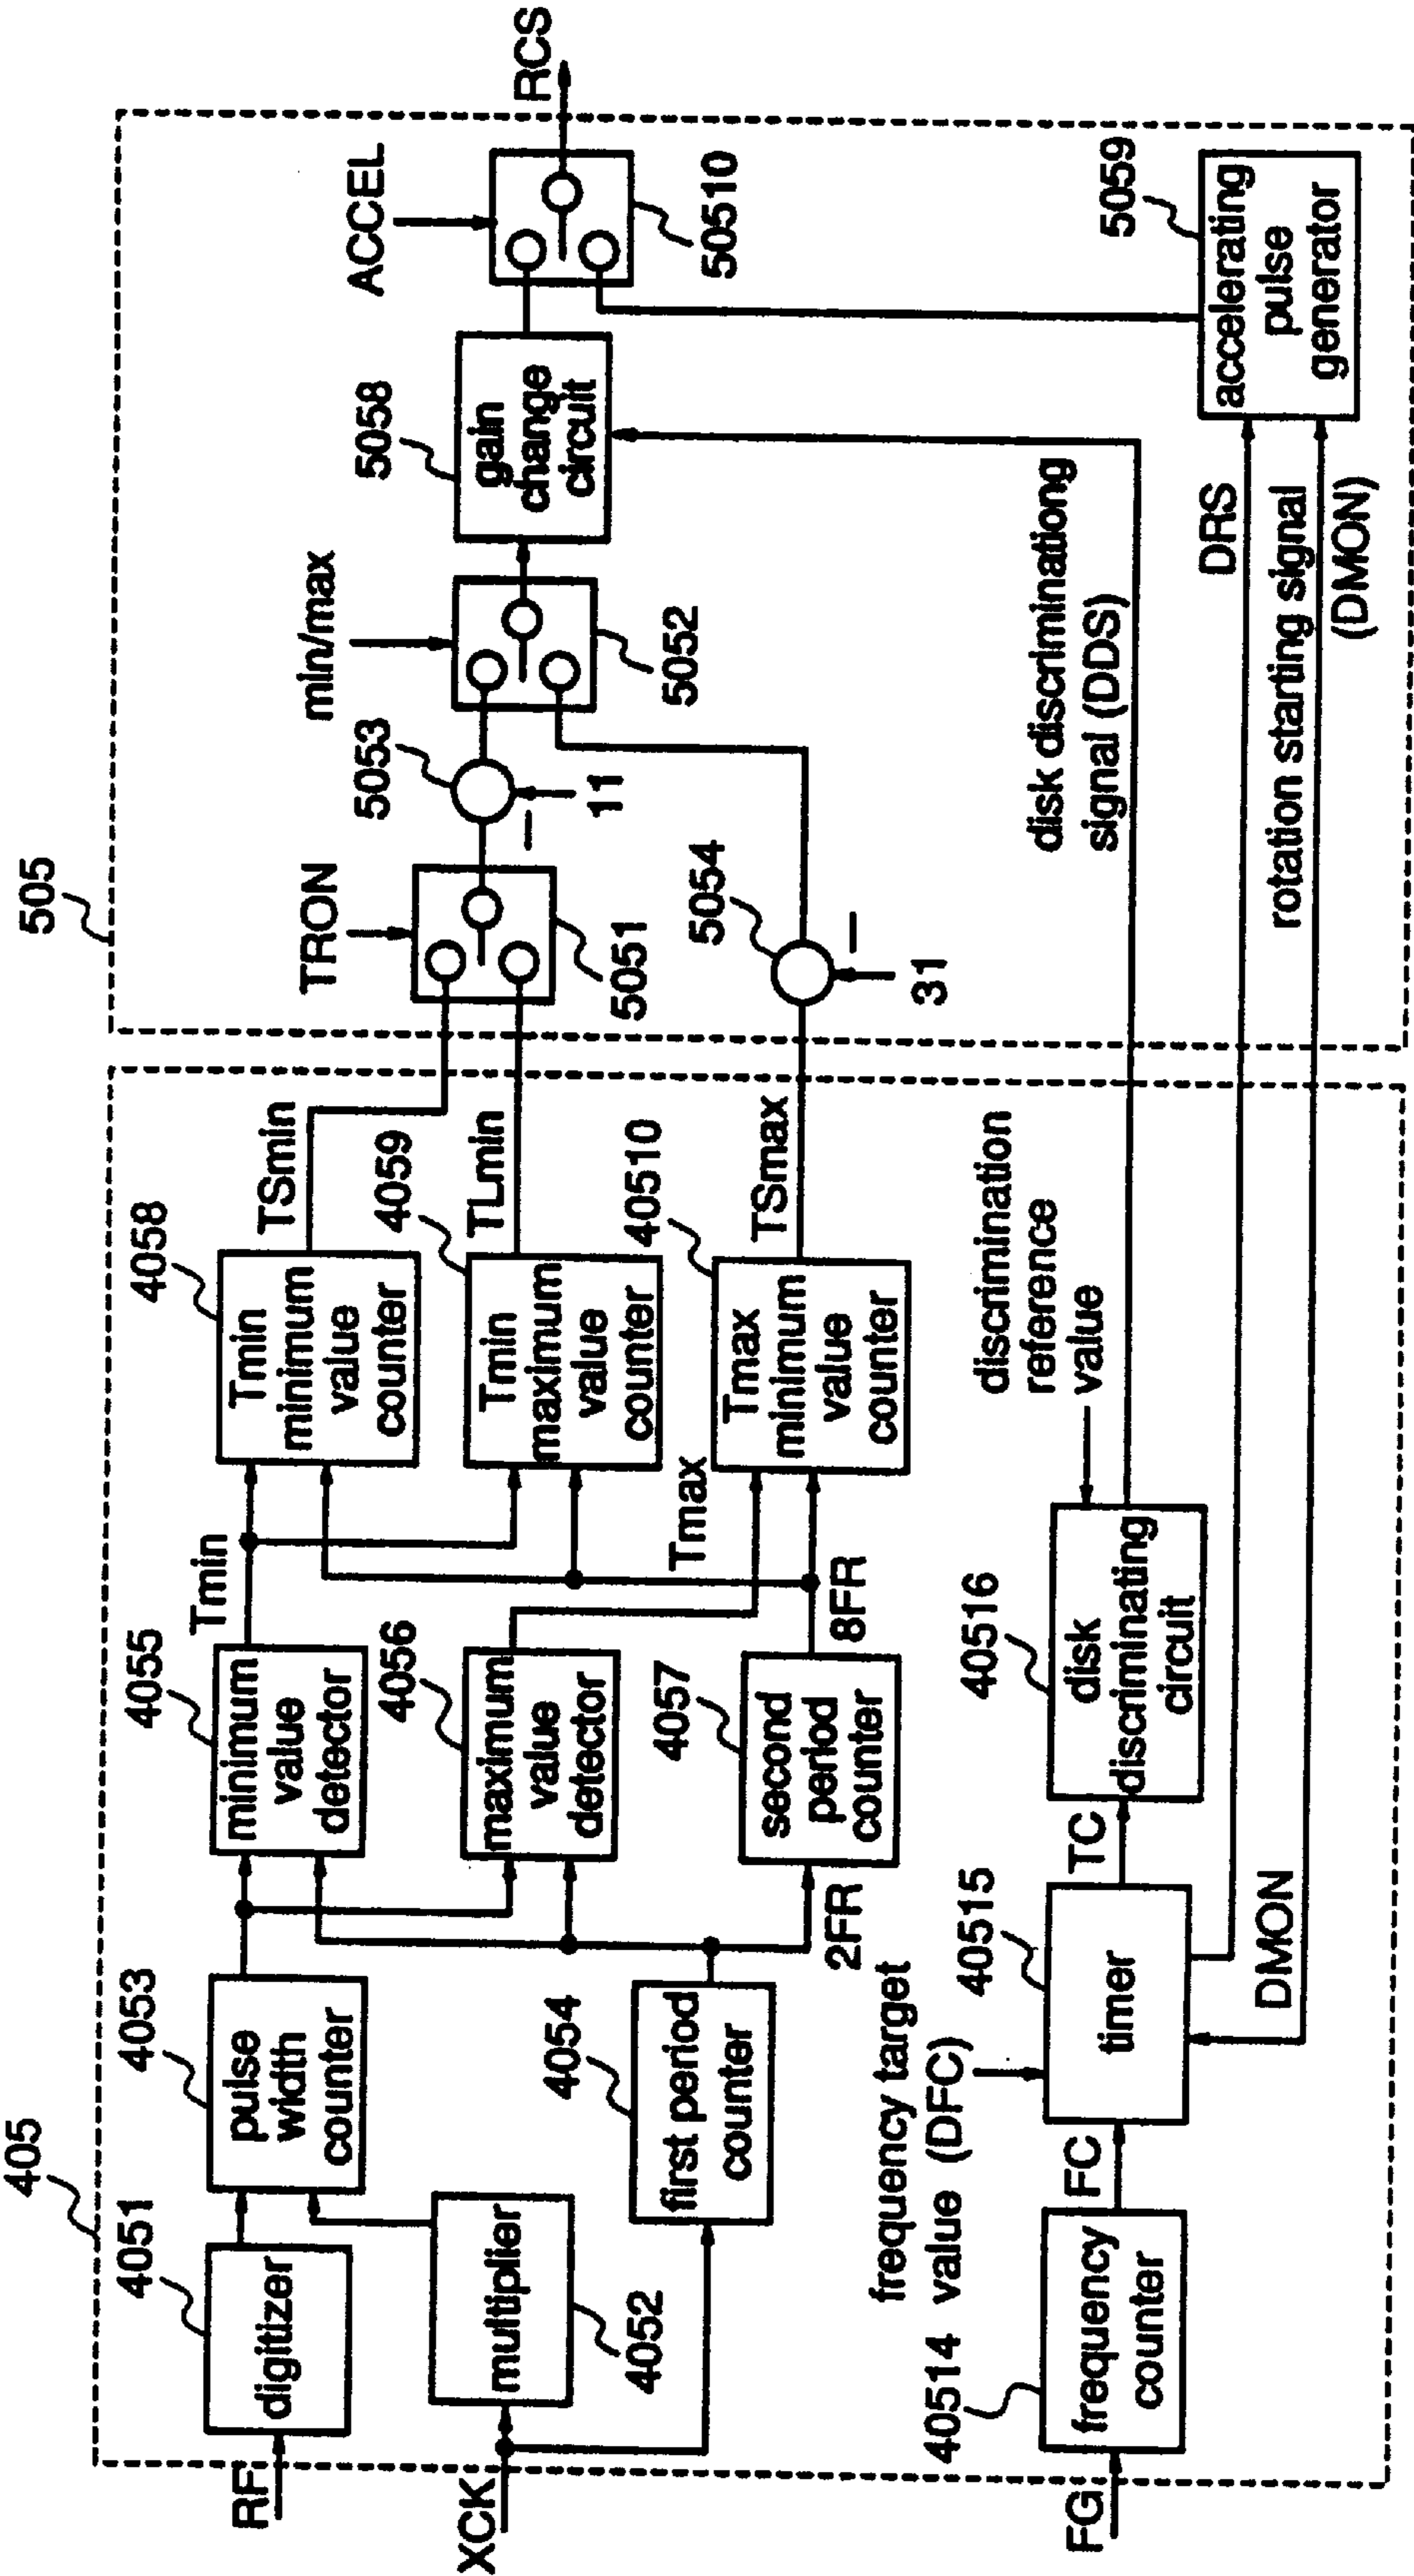 405
505
RF
4051
digitizer
XCK
multiplier
4052
4053
pulse
width
counter
4054
first period
counter
4055
minimum
value
detector
4056
maximum
value
detector
2FR
4057
second
period
counter
8FR
Tmin
Tmax
4058
Tmin
minimum
value
counter
4059
Tmin
maximum
value
counter
40510
Tmax
minimum
value
counter
TSmin
TLmin
TSmax
FG
40514
frequency
counter
FC
frequency target
value (DFC)
40515
timer
TC
DMON
40516
disk
discriminating
circuit
discrimination
reference
value
TRON
5051
5053
11
5054
31
min/max
5052
5058
gain
change
circuit
ACCEL
50510
RCS
disk discriminationg
signal (DDS)
DRS
rotation starting signal
(DMON)
5059
accelerating
pulse
generator